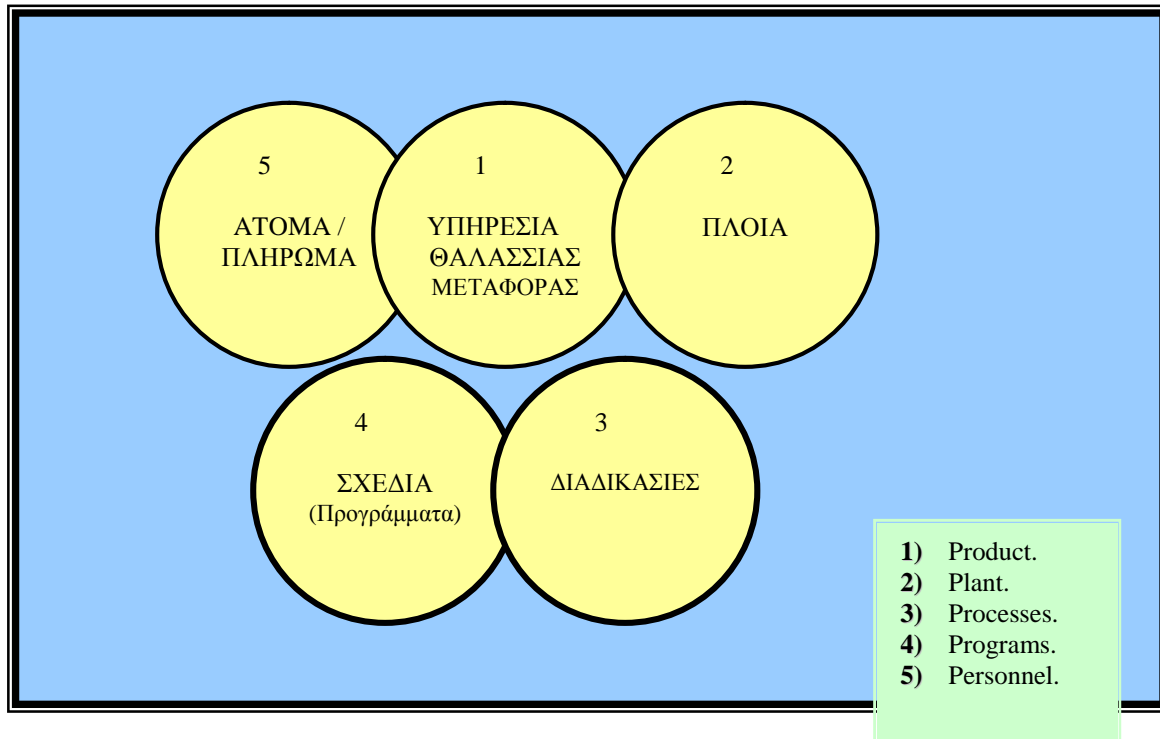 5
ΑΤΟΜΑ /
ΠΛΗΡΩΜΑ
1
ΥΠΗΡΕΣΙΑ
ΘΑΛΑΣΣΙΑΣ
ΜΕΤΑΦΟΡΑΣ
2
ΠΛΟΙΑ
4
ΣΧΕΔΙΑ
(Προγράμματα)
3
ΔΙΑΔΙΚΑΣΙΕΣ
1) Product.
2) Plant.
3) Processes.
4) Programs.
5) Personnel.